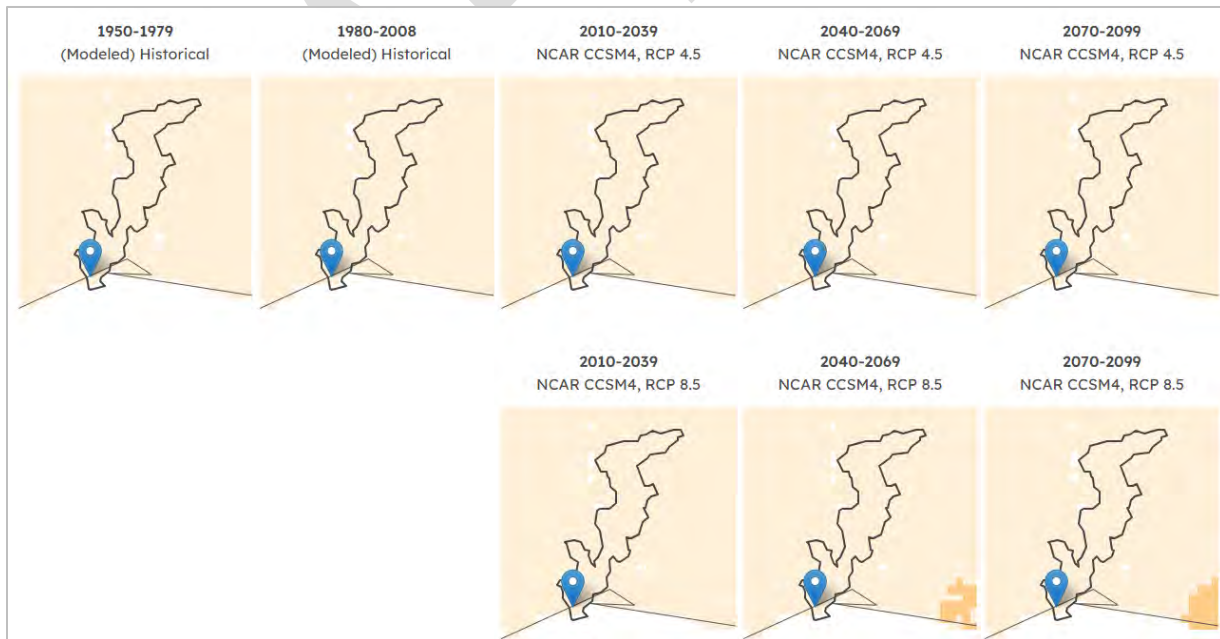 1950-1979
(Modeled) Historical
1980-2008
(Modeled) Historical
2010-2039
NCAR CCSM4, RCP 4.5
2040-2069
NCAR CCSM4, RCP 4.5
2070-2099
NCAR CCSM4, RCP 4.5
2010-2039
NCAR CCSM4, RCP 8.5
2040-2069
NCAR CCSM4, RCP 8.5
2070-2099
NCAR CCSM4, RCP 8.5